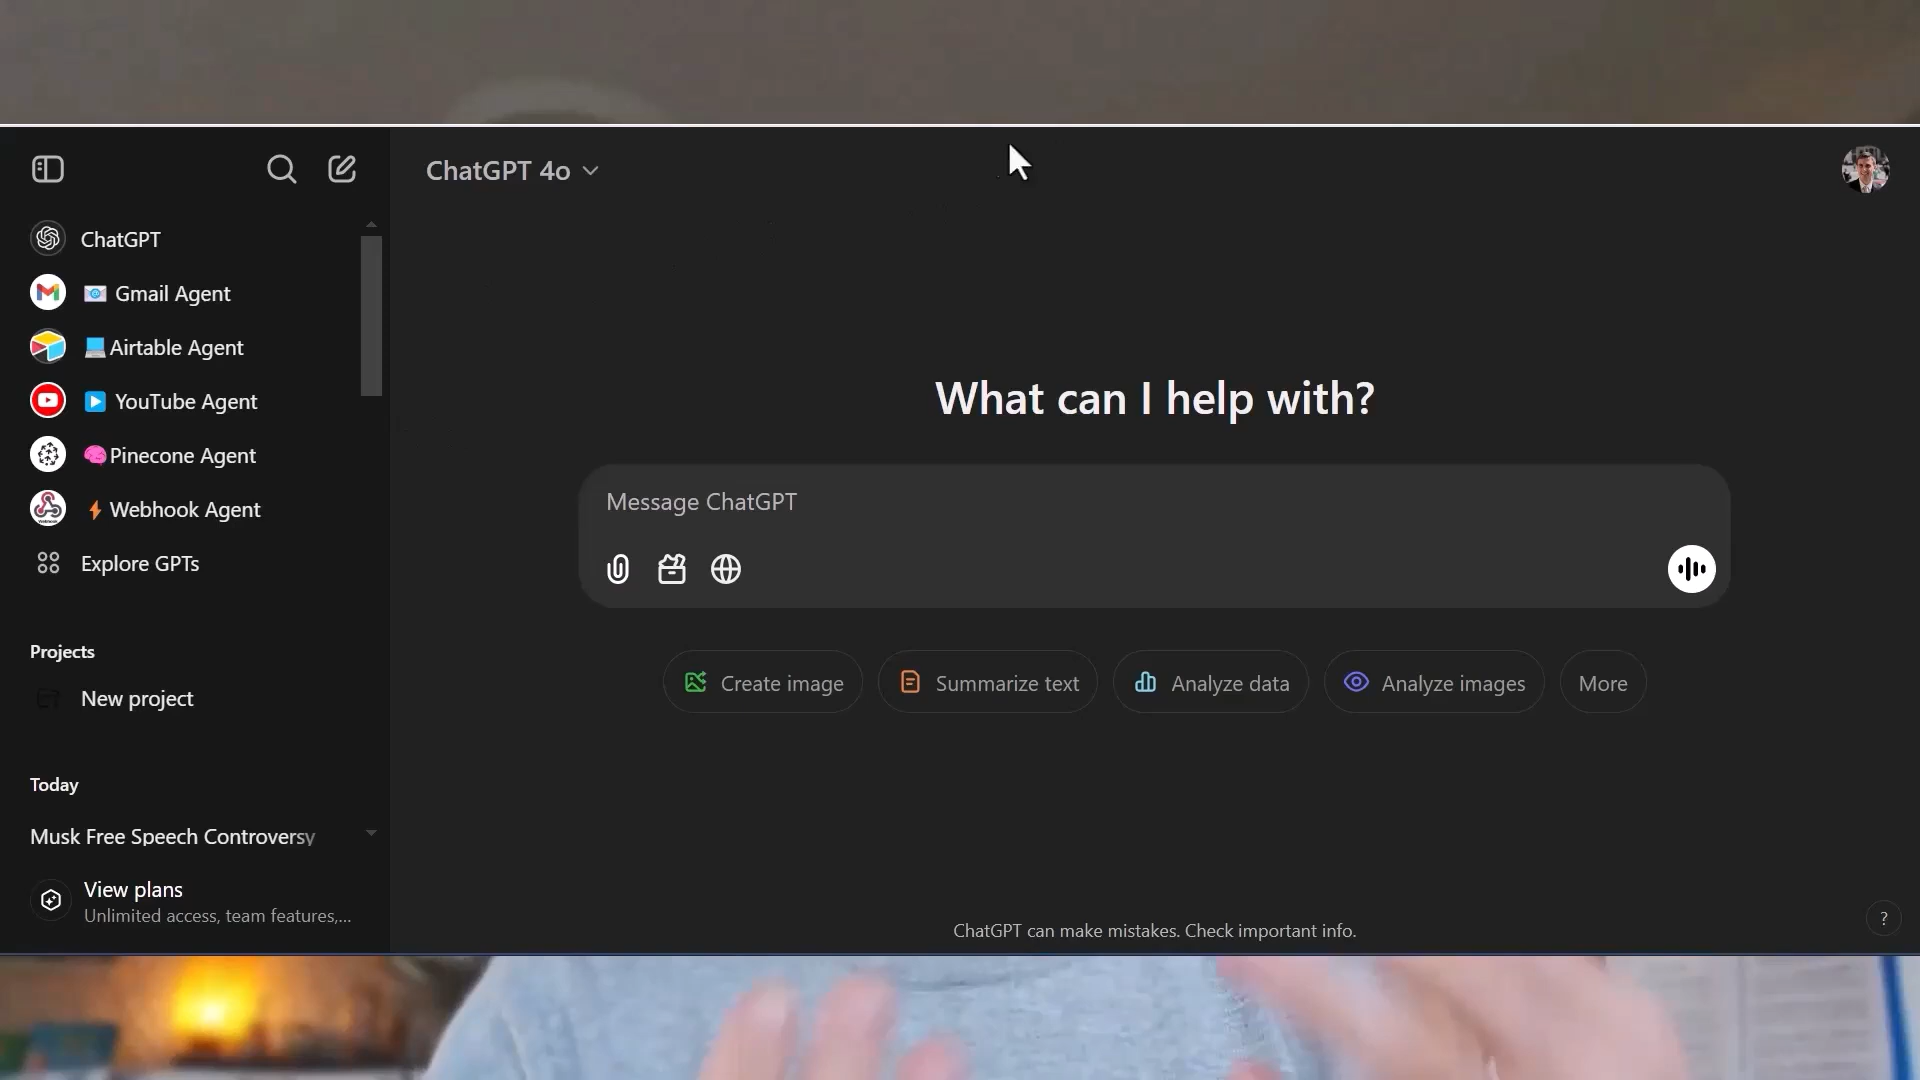 ChatGPT 4o
ChatGPT
Gmail Agent
Airtable Agent
YouTube Agent
Pinecone Agent
Webhook Agent
Explore GPTs
Projects
New project
Today
Musk Free Speech Controversy
View plans
Unlimited access, team features,...
What can I help with?
Message ChatGPT
Create image
Summarize text
Analyze data
Analyze images
More
ChatGPT can make mistakes. Check important info.
?